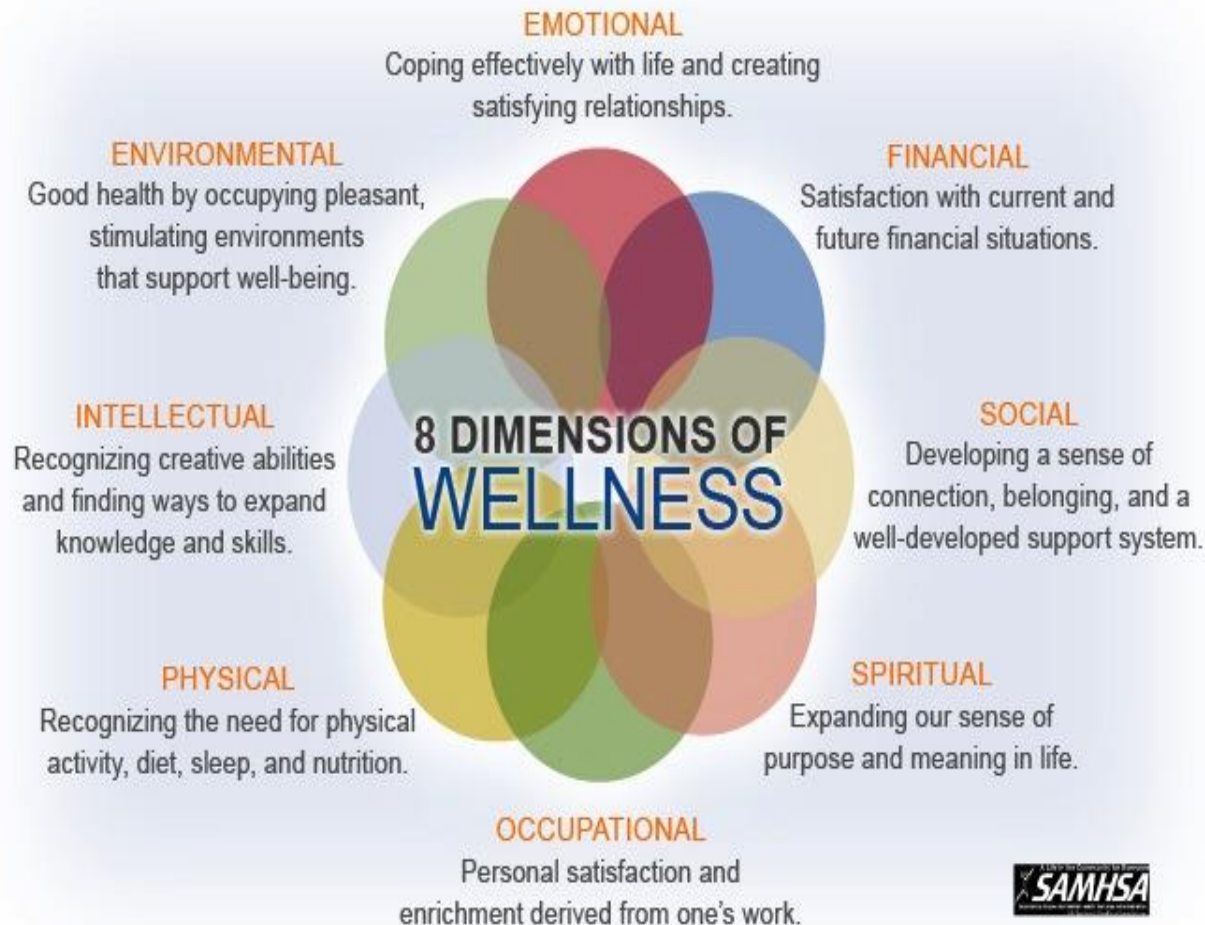 EMOTIONAL
Coping effectively with life and creating
satisfying relationships.
ENVIRONMENTAL
Good health by occupying pleasant,
stimulating environments
that support well-being.
FINANCIAL
Satisfaction with current and
future financial situations.
8 DIMENSIONS OF
WELLNESS
INTELLECTUAL
Recognizing creative abilities
and finding ways to expand
knowledge and skills.
SOCIAL
Developing a sense of
connection, belonging, and a
well-developed support system.
PHYSICAL
Recognizing the need for physical
activity, diet, sleep, and nutrition.
SPIRITUAL
Expanding our sense of
purpose and meaning in life.
OCCUPATIONAL
Personal satisfaction and
enrichment derived from one's work.
SAMHSA